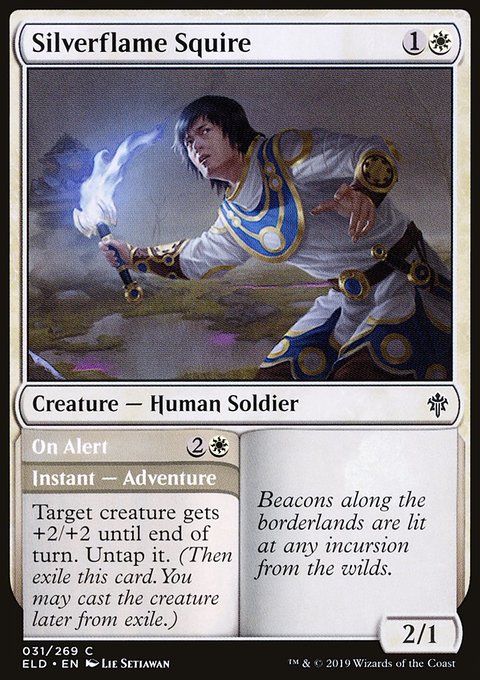 Silverflame Squire 1
Creature — Human Soldier
On Alert 2
Instant — Adventure
Target creature gets
+2/+2 until end of
turn. Untap it. (Then
exile this card. You
may cast the creature
later from exile.)
Beacons along the
borderlands are lit
at any incursion
from the wilds.
2/1
031/269 C
ELD • EN Lie Setiawan
™ & © 2019 Wizards of the Coast